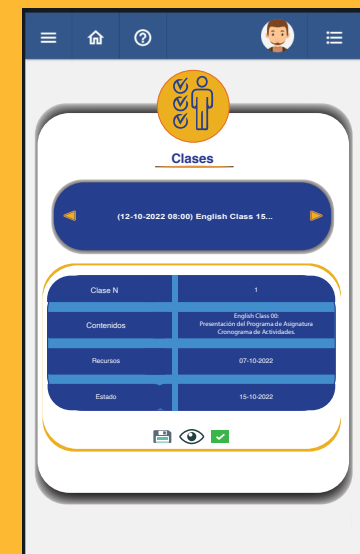 Clases
(12-10-2022 08:00) English Class 15...
Clase N
1
Contenidos
English Class 00:
Presentación del Programa de Asignatura
Cronograma de Actividades.
Recursos
07-10-2022
Estado
15-10-2022